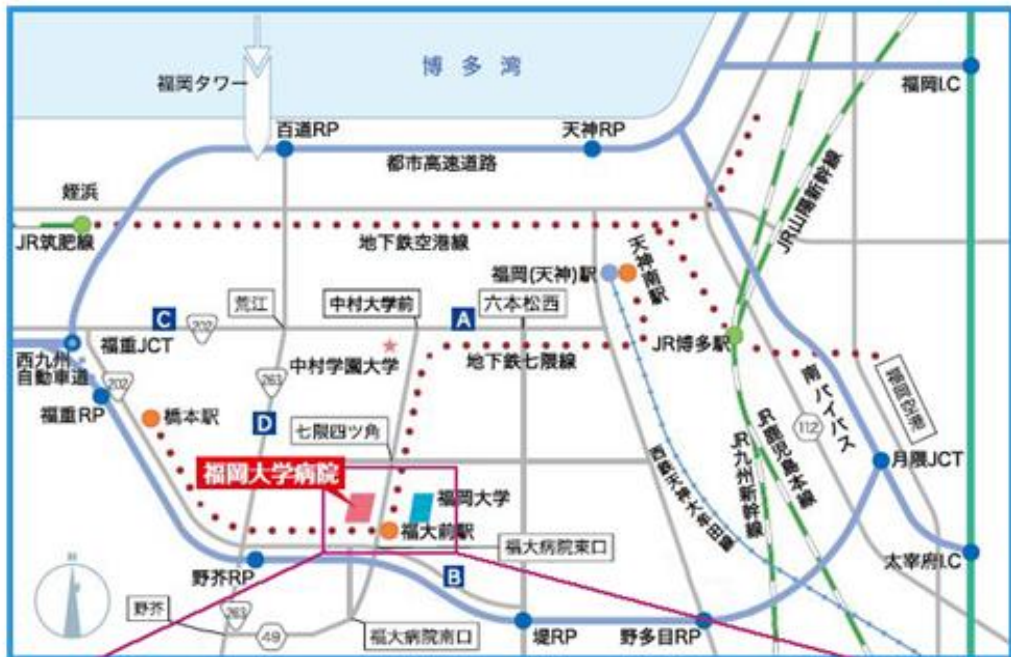 博多湾
福岡タワー
福岡I.C
百道RP
天神RP
都市高速道路
姪浜
JR筑肥線
地下鉄空港線
JR山陽新幹線
福岡(天神)駅
天神南駅
荒江
中村大学前
六本松西
C
202
A
福重JCT
中村学園大学
地下鉄七隈線
JR博多駅
西九州
自動車道
202
263
福重RP
橋本駅
D
南バイパス
福岡空港
112
七隈四ツ角
JR鹿児島本線
JR九州新幹線
西鉄天神大牟田線
月隈JCT
福岡大学病院
福岡大学
福大前駅
福大病院東口
野芥RP
B
太宰府I.C
野芥
263
49
福大病院南口
堤RP
野多目RP